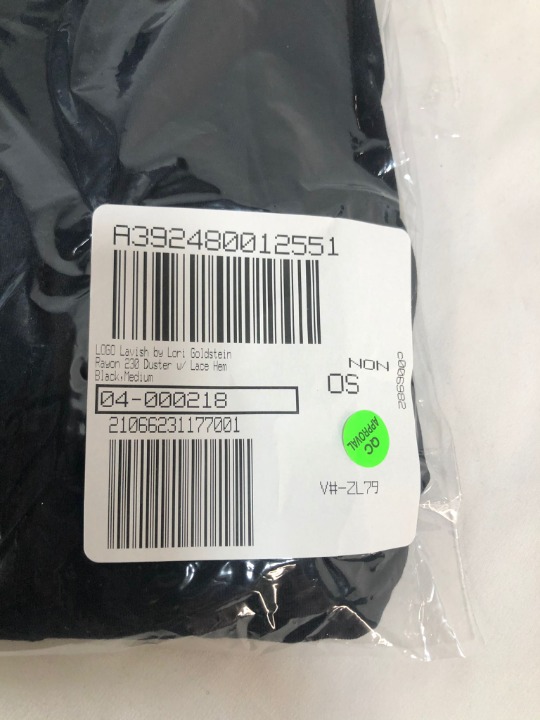 A392480012551
LOGO Lavish by Lori Goldstein
Rayon 230 Duster w/ Lace Hem
Black,Medium
04-000218
21066231177001
NON
OS
c006982
QC
APPROVAL
V#-ZL79